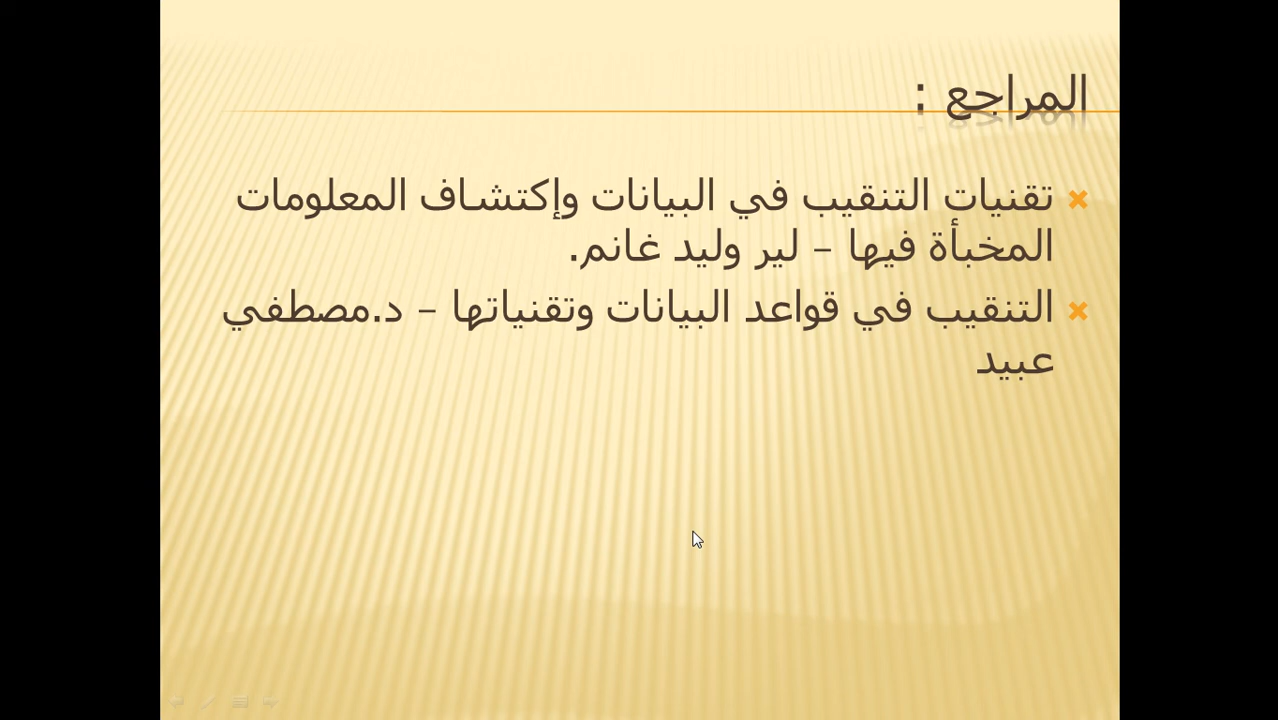 المراجع :
تقنيات التنقيب في البيانات وإكتشاف المعلومات
المخبأة فيها – لير وليد غانم.
التنقيب في قواعد البيانات وتقنياتها – د.مصطفي
عبيد